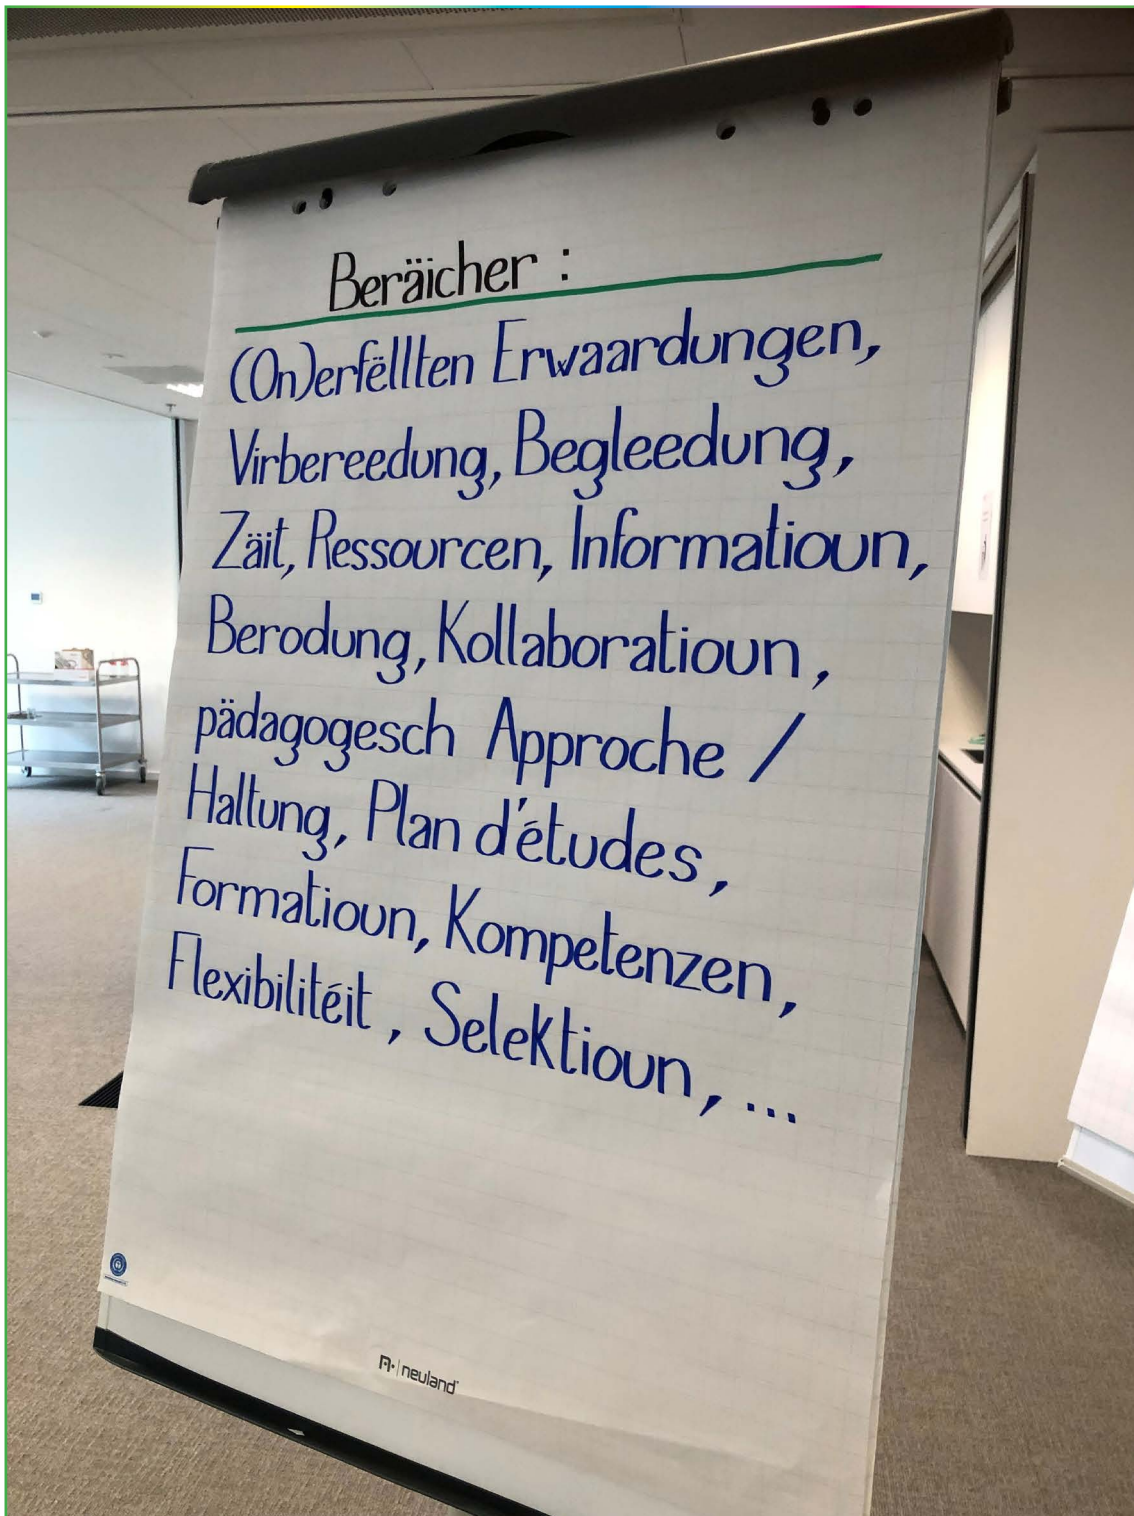 Beräicher :
(On)erfëllten Erwaardungen,
Virbereedung, Begleedung,
Zäit, Ressourcen, Informatioun,
Berodung, Kollaboratioun,
pädagogesch Approche /
Haltung, Plan d'études,
Formatioun, Kompetenzen,
Flexibilitéit, Selektioun, ...
neuland